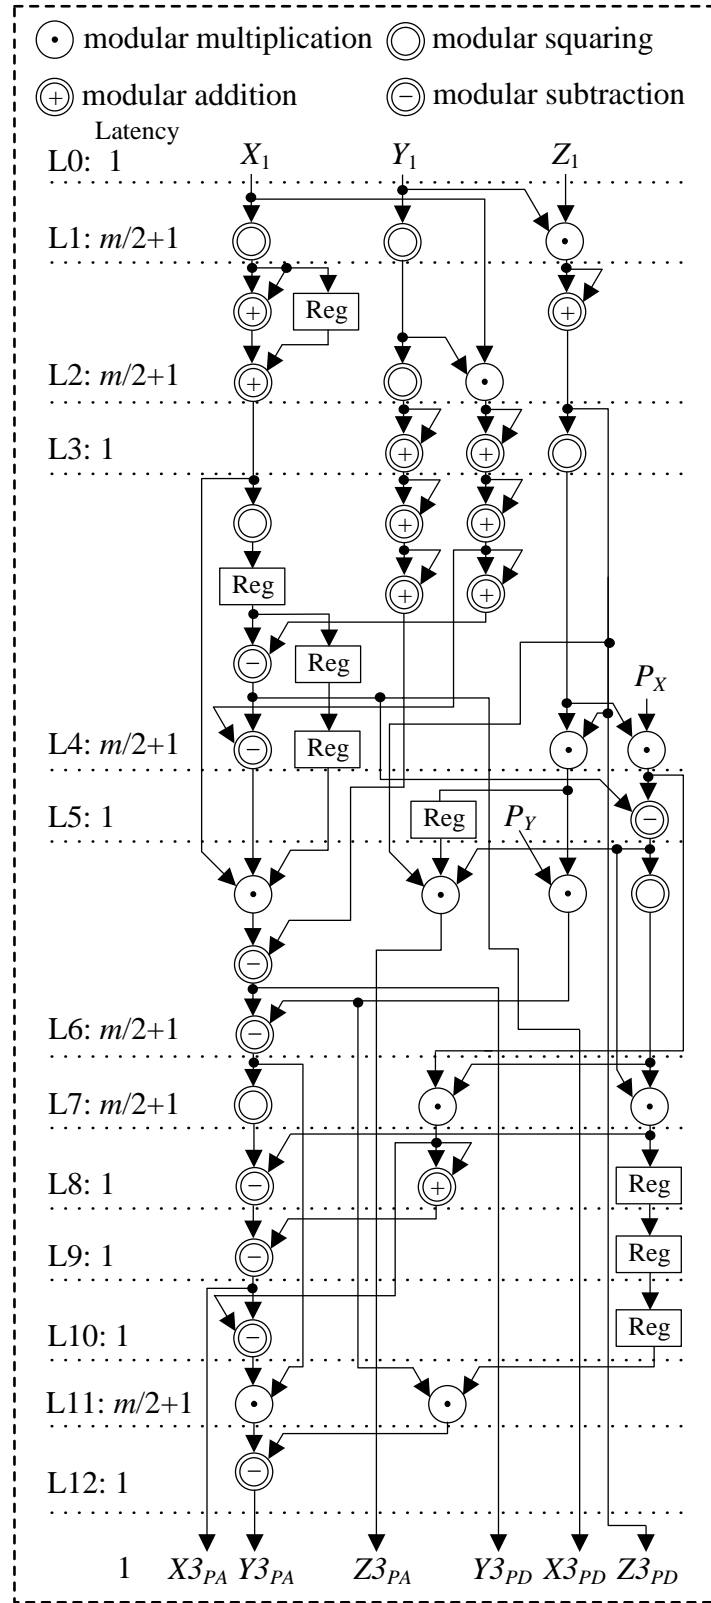 modular multiplication modular squaring
modular addition modular subtraction
Latency
L0: 1 X1 Y1 Z1
L1: m/2+1
Reg
L2: m/2+1
L3: 1
Reg
Reg
PX
L4: m/2+1 Reg
L5: 1 Reg PY
L6: m/2+1
L7: m/2+1
L8: 1 Reg
L9: 1 Reg
L10: 1 Reg
L11: m/2+1
L12: 1
1 X3PA Y3PA Z3PA Y3PD X3PD Z3PD